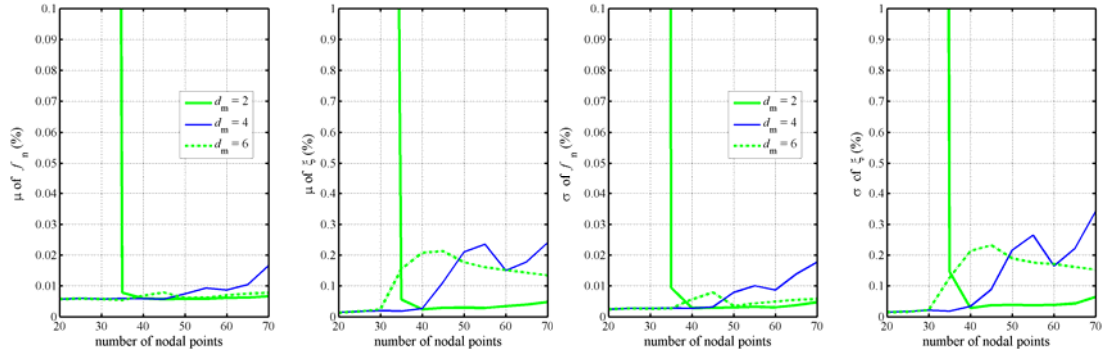 0.1
0.09
0.08
0.07
0.06
0.05
0.04
0.03
0.02
0.01
0
μ of f n (%)
20 30 40 50 60 70
number of nodal points
d m = 2
d m = 4
d m = 6
1
0.9
0.8
0.7
0.6
0.5
0.4
0.3
0.2
0.1
0
μ of ξ (%)
20 30 40 50 60 70
number of nodal points
0.1
0.09
0.08
0.07
0.06
0.05
0.04
0.03
0.02
0.01
0
σ of f n (%)
20 30 40 50 60 70
number of nodal points
d m = 2
d m = 4
d m = 6
1
0.9
0.8
0.7
0.6
0.5
0.4
0.3
0.2
0.1
0
σ of ξ (%)
20 30 40 50 60 70
number of nodal points